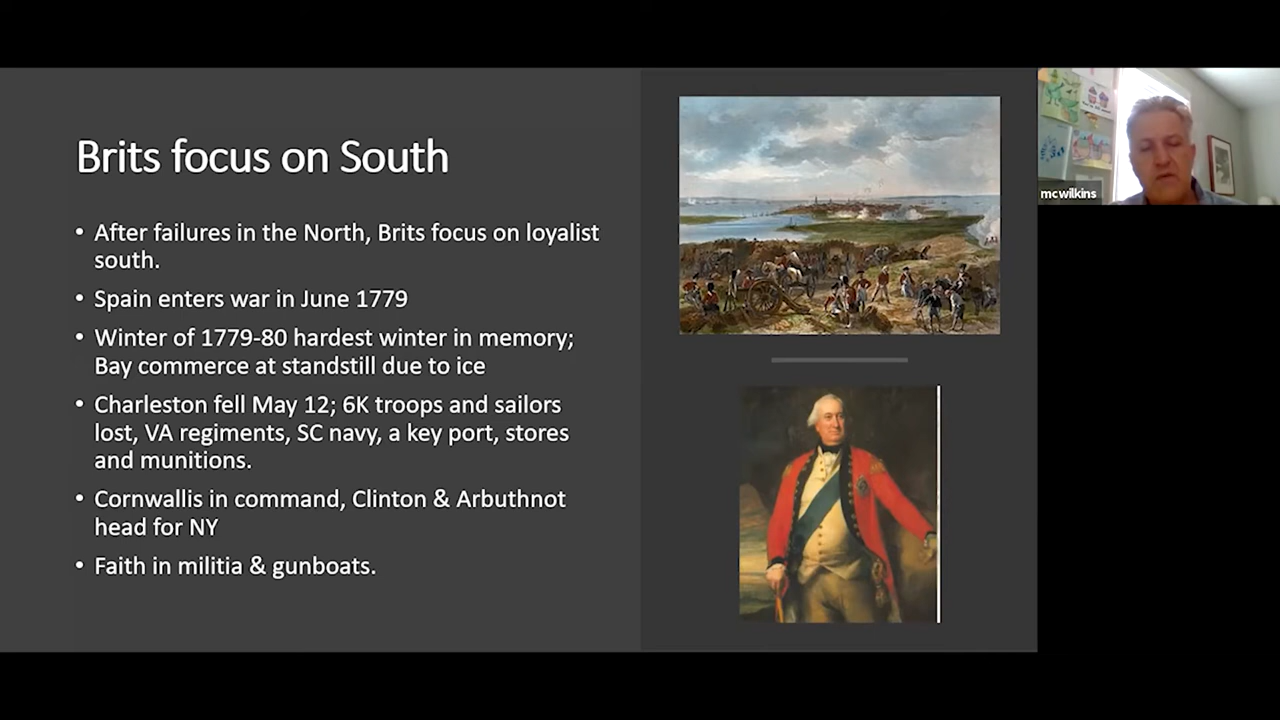 Brits focus on South
• After failures in the North, Brits focus on loyalist
south.
• Spain enters war in June 1779
• Winter of 1779-80 hardest winter in memory;
Bay commerce at standstill due to ice
• Charleston fell May 12; 6K troops and sailors
lost, VA regiments, SC navy, a key port, stores
and munitions.
• Cornwallis in command, Clinton & Arbuthnot
head for NY
• Faith in militia & gunboats.
mcwilkins